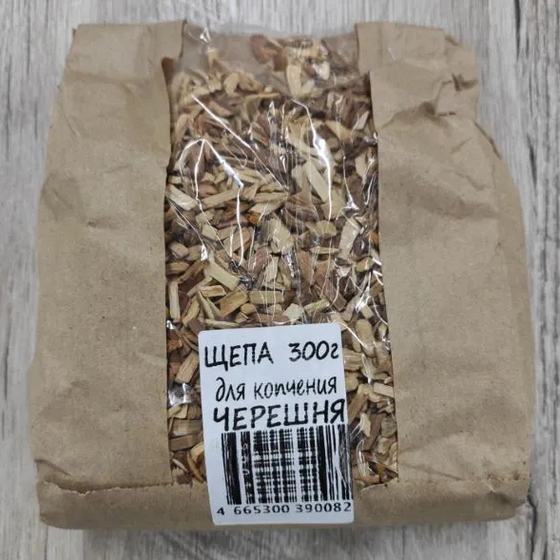 ЩЕПА 300г
для копчения
ЧЕРЕШНЯ
4 665300 390082